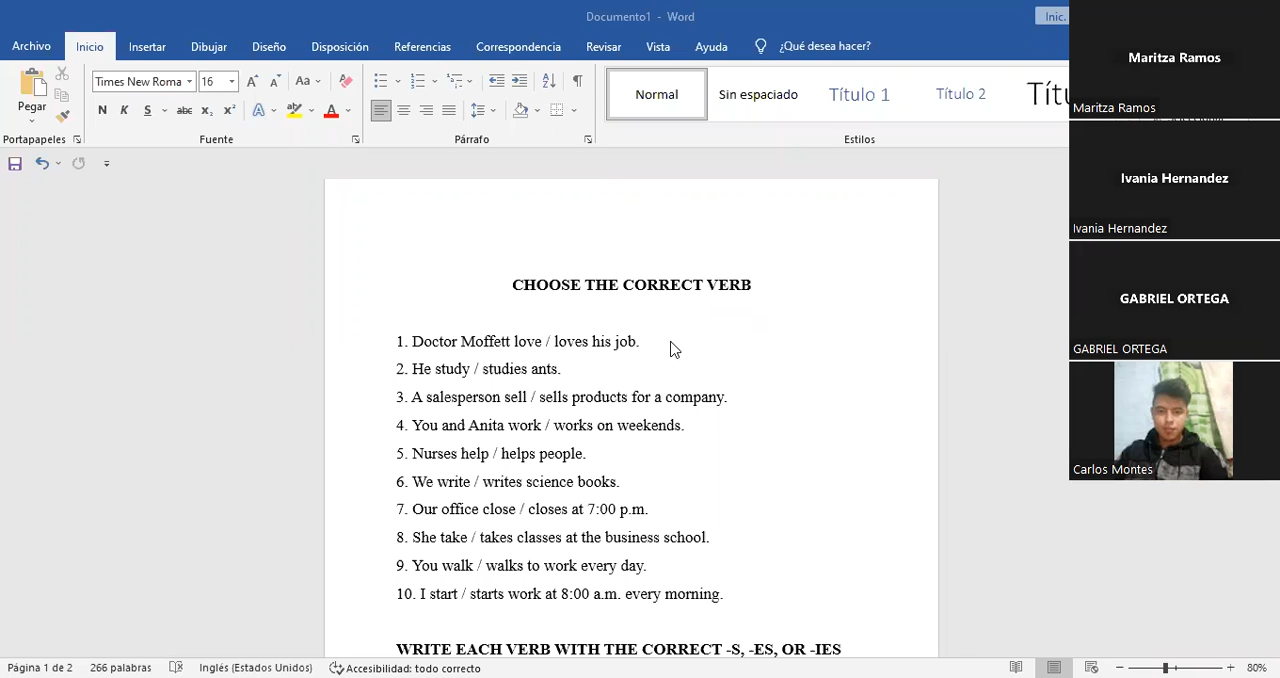 Documento1 - Word
Inic.
Archivo Inicio Insertar Dibujar Diseño Disposición Referencias Correspondencia Revisar Vista Ayuda ¿Qué desea hacer?
Pegar
Times New Roma 16
Aa
N K S abc x₂ x² A A
Normal Sin espaciado Título 1 Título 2 Títu
Portapapeles Fuente Párrafo Estilos
CHOOSE THE CORRECT VERB
1. Doctor Moffett love / loves his job.
2. He study / studies ants.
3. A salesperson sell / sells products for a company.
4. You and Anita work / works on weekends.
5. Nurses help / helps people.
6. We write / writes science books.
7. Our office close / closes at 7:00 p.m.
8. She take / takes classes at the business school.
9. You walk / walks to work every day.
10. I start / starts work at 8:00 a.m. every morning.
WRITE EACH VERB WITH THE CORRECT -S, -ES, OR -IES
Página 1 de 2 266 palabras Inglés (Estados Unidos) Accesibilidad: todo correcto 80%
Maritza Ramos
Maritza Ramos
Ivania Hernandez
Ivania Hernandez
GABRIEL ORTEGA
GABRIEL ORTEGA
Carlos Montes